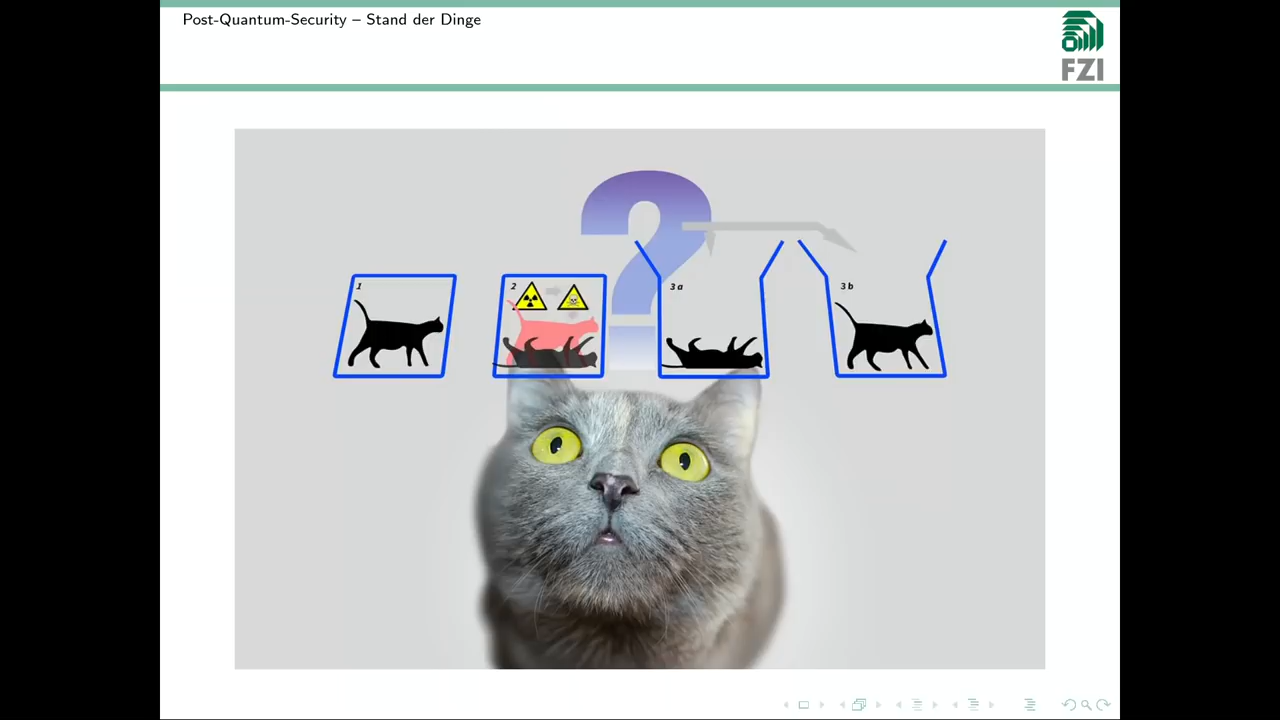 Post-Quantum-Security – Stand der Dinge
FZI
?
1
2
3 a
3 b